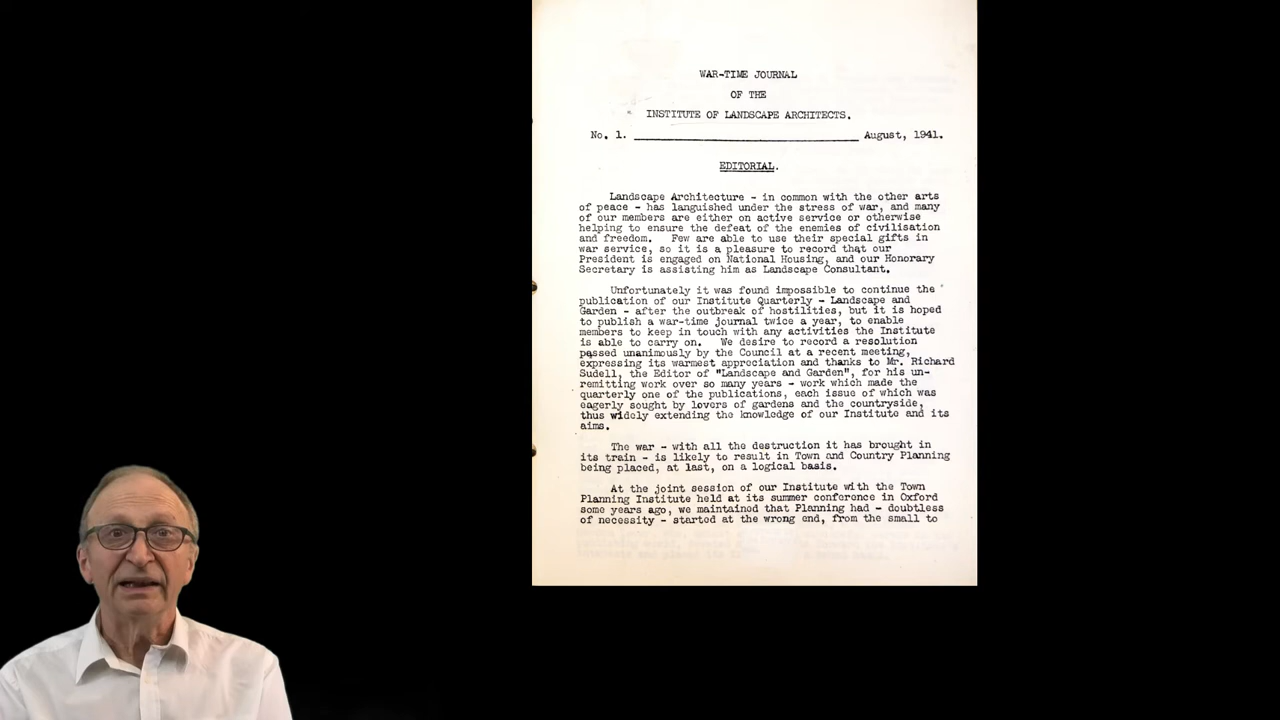 WAR-TIME JOURNAL
OF THE
INSTITUTE OF LANDSCAPE ARCHITECTS.
No. 1. August, 1941.
EDITORIAL.
Landscape Architecture - in common with the other arts
of peace - has languished under the stress of war, and many
of our members are either on active service or otherwise
helping to ensure the defeat of the enemies of civilisation
and freedom. Few are able to use their special gifts in
war service, so it is a pleasure to record that our
President is engaged on National Housing, and our Honorary
Secretary is assisting him as Landscape Consultant.
Unfortunately it was found impossible to continue the
publication of our Institute Quarterly - Landscape and
Garden - after the outbreak of hostilities, but it is hoped
to publish a war-time journal twice a year, to enable
members to keep in touch with any activities the Institute
is able to carry on. We desire to record a resolution
passed unanimously by the Council at a recent meeting,
expressing its warmest appreciation and thanks to Mr. Richard
Sudell, the Editor of "Landscape and Garden", for his un-
remitting work over so many years - work which made the
quarterly one of the publications, each issue of which was
eagerly sought by lovers of gardens and the countryside,
thus widely extending the knowledge of our Institute and its
aims.
The war - with all the destruction it has brought in
its train - is likely to result in Town and Country Planning
being placed, at last, on a logical basis.
At the joint session of our Institute with the Town
Planning Institute held at its summer conference in Oxford
some years ago, we maintained that Planning had - doubtless
of necessity - started at the wrong end, from the small to